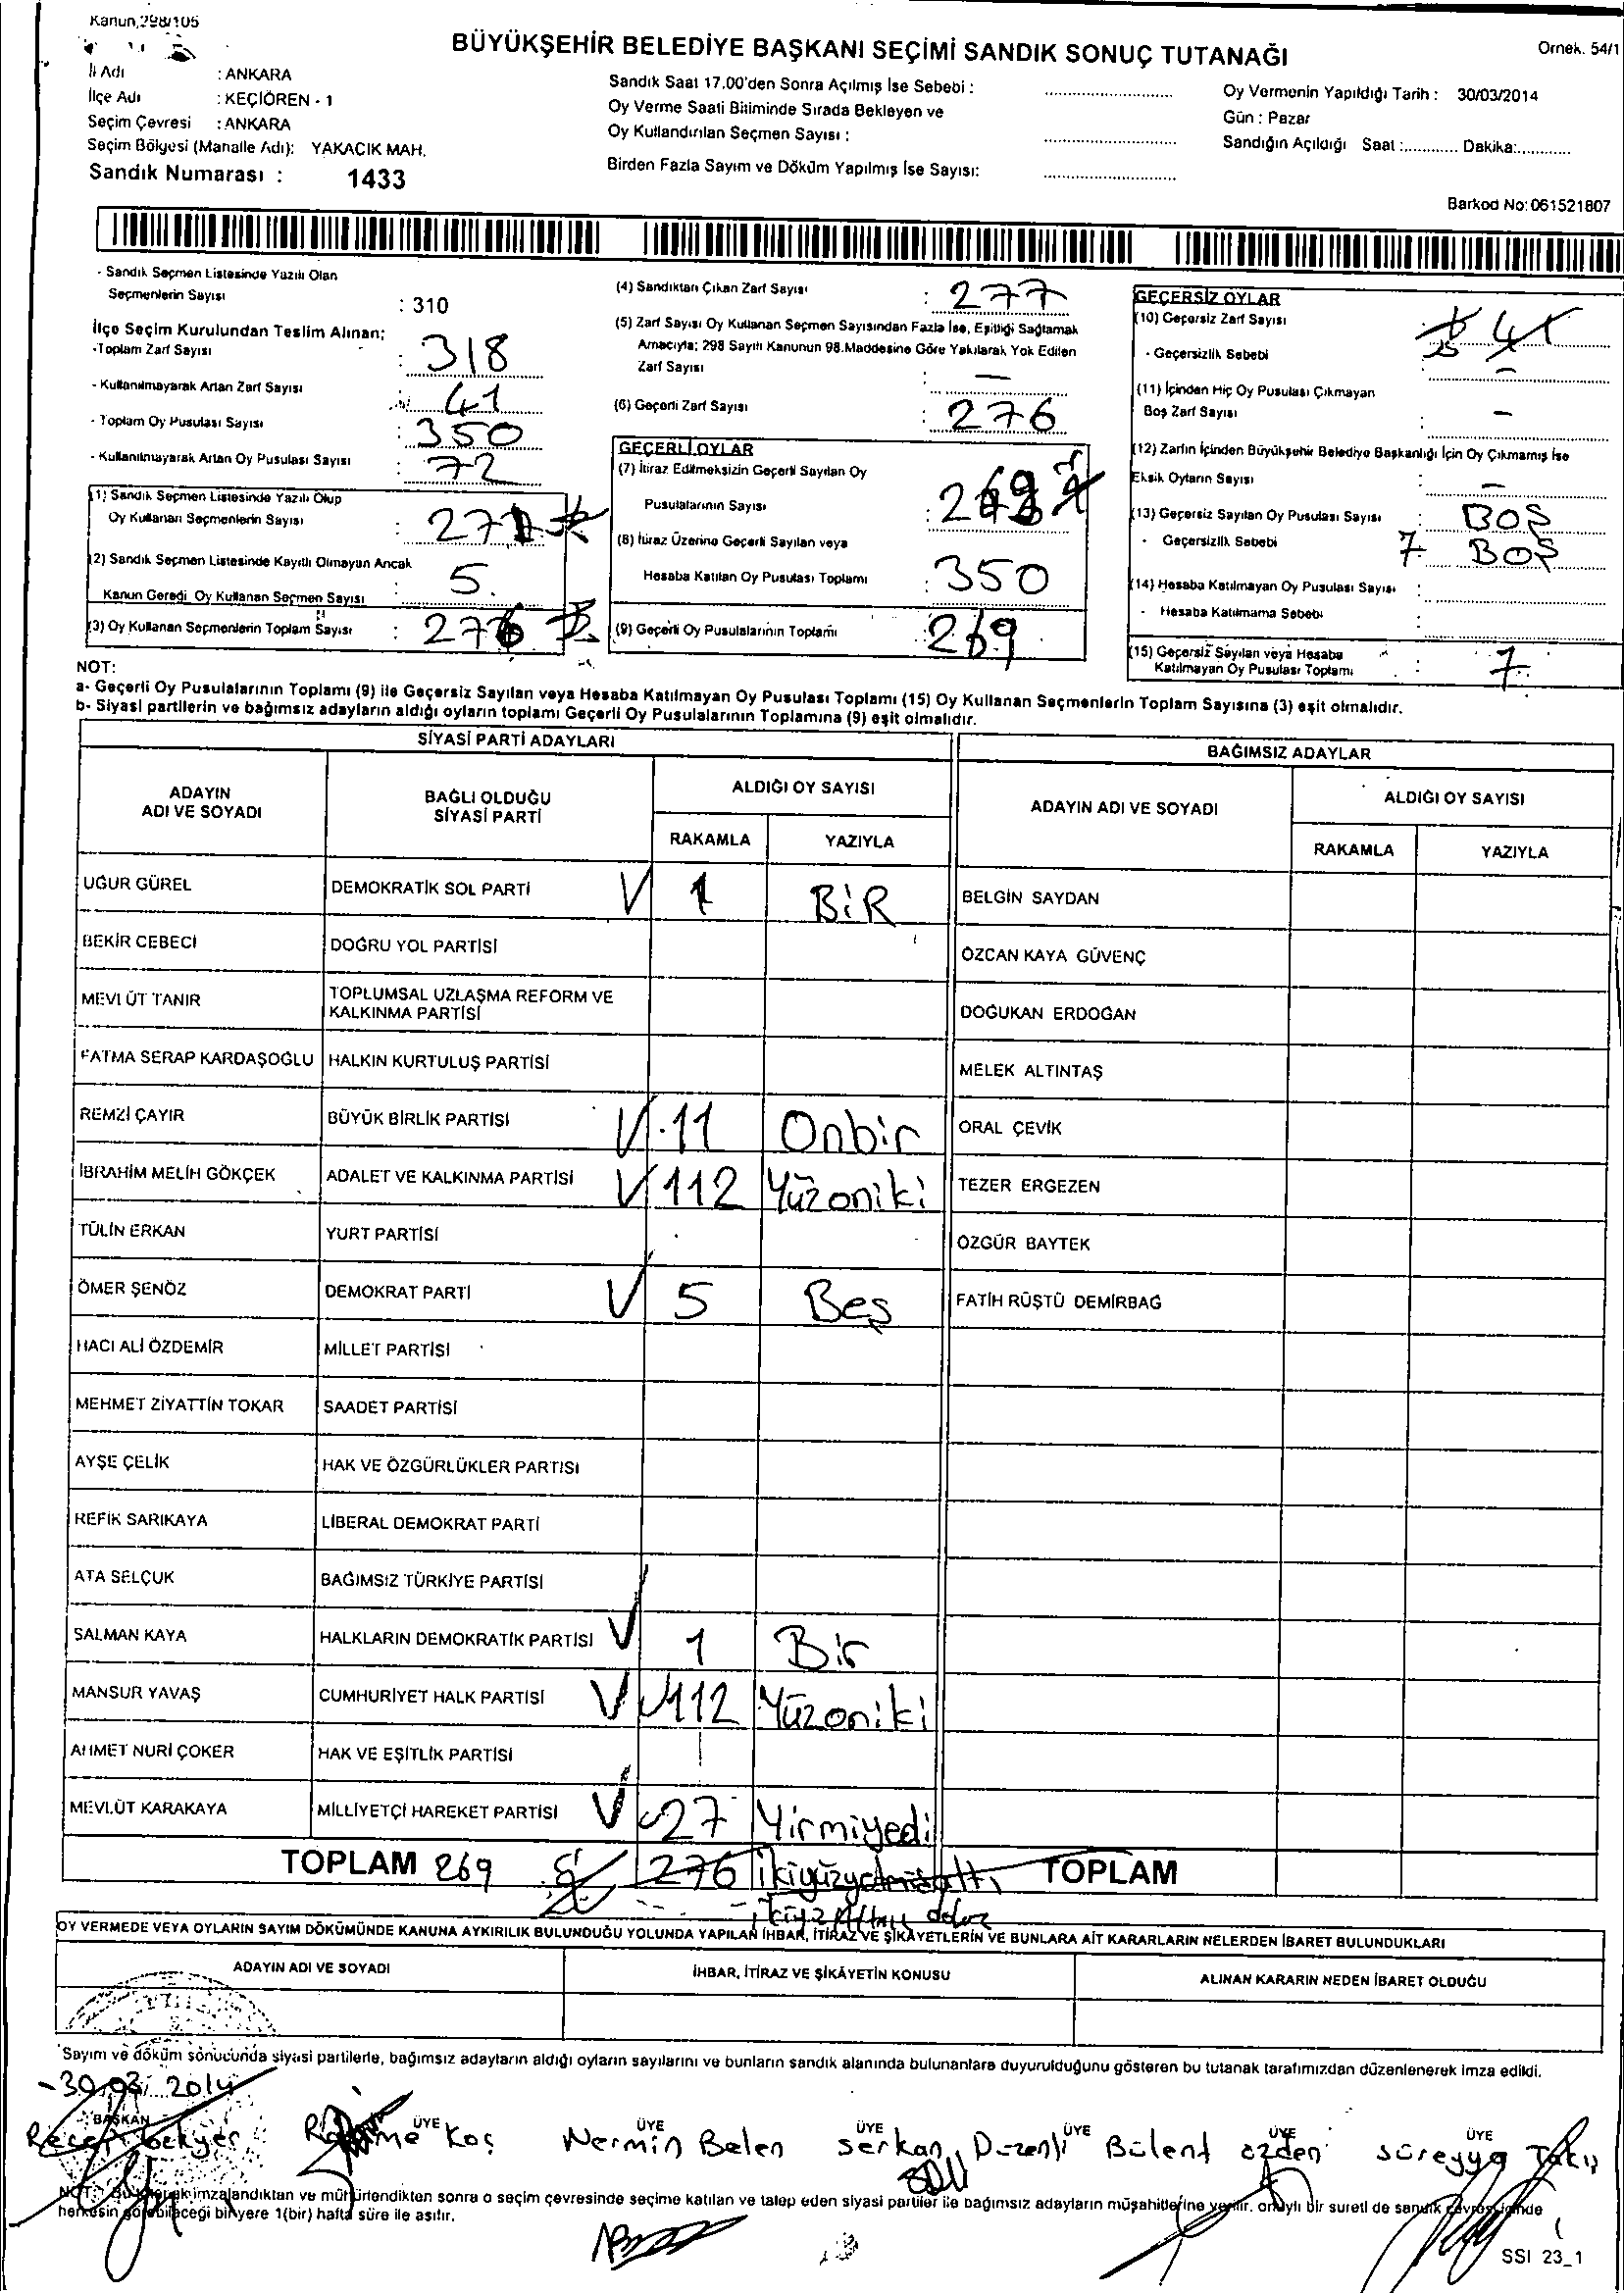 Kanun,298/105
BÜYÜKŞEHİR BELEDİYE BAŞKANI SEÇİMİ SANDIK SONUÇ TUTANAĞI
Örnek. 54/1
İl Adı : ANKARA
İlçe Adı : KEÇİÖREN - 1
Seçim Çevresi : ANKARA
Seçim Bölgesi (Mahalle Adı): YAKACIK MAH.
Sandık Numarası : 1433
Sandık Saat 17.00'den Sonra Açılmış İse Sebebi : ..........
Oy Verme Saati Bitiminde Sırada Bekleyen ve
Oy Kullandırılan Seçmen Sayısı : ..........
Birden Fazla Sayım ve Döküm Yapılmış İse Sayısı: ..........
Oy Vermenin Yapıldığı Tarih : 30/03/2014
Gün : Pazar
Sandığın Açıldığı Saat :............ Dakika:...........
Barkod No: 061521807
- Sandık Seçmen Listesinde Yazılı Olan
Seçmenlerin Sayısı : 310
İlçe Seçim Kurulundan Teslim Alınan;
-Toplam Zarf Sayısı : 318
- Kullanılmayarak Artan Zarf Sayısı : 41
- Toplam Oy Pusulası Sayısı : 350
- Kullanılmayarak Artan Oy Pusulası Sayısı : 72
(1) Sandık Seçmen Listesinde Yazılı Olup
Oy Kullanan Seçmenlerin Sayısı : 271
(2) Sandık Seçmen Listesinde Kayıtlı Olmayan Ancak
Kanun Gereği Oy Kullanan Seçmen Sayısı : 5.
(3) Oy Kullanan Seçmenlerin Toplam Sayısı : 276
(4) Sandıktan Çıkan Zarf Sayısı : 277
(5) Zarf Sayısı Oy Kullanan Seçmen Sayısından Fazla İse, Eşitliği Sağlamak
Amacıyla; 298 Sayılı Kanunun 98.Maddesine Göre Yakılarak Yok Edilen
Zarf Sayısı : —
(6) Geçerli Zarf Sayısı : 276
GEÇERLİ OYLAR
(7) İtiraz Edilmeksizin Geçerli Sayılan Oy
Pusulalarının Sayısı : 269
(8) İtiraz Üzerine Geçerli Sayılan veya
Hesaba Katılan Oy Pusulası Toplamı : 350
(9) Geçerli Oy Pusulalarının Toplamı : 269
GEÇERSİZ OYLAR
(10) Geçersiz Zarf Sayısı
- Geçersizlik Sebebi : –
(11) İçinden Hiç Oy Pusulası Çıkmayan
Boş Zarf Sayısı : –
(12) Zarfın İçinden Büyükşehir Belediye Başkanlığı İçin Oy Çıkmamış İse
Eksik Oyların Sayısı : –
(13) Geçersiz Sayılan Oy Pusulası Sayısı : BOŞ
- Geçersizlik Sebebi : 7 BOŞ
(14) Hesaba Katılmayan Oy Pusulası Sayısı :
- Hesaba Katılmama Sebebi :
(15) Geçersiz Sayılan veya Hesaba
Katılmayan Oy Pusulası Toplamı : 7
NOT:
a- Geçerli Oy Pusulalarının Toplamı (9) ile Geçersiz Sayılan veya Hesaba Katılmayan Oy Pusulası Toplamı (15) Oy Kullanan Seçmenlerin Toplam Sayısına (3) eşit olmalıdır.
b- Siyasi partilerin ve bağımsız adayların aldığı oyların toplamı Geçerli Oy Pusulalarının Toplamına (9) eşit olmalıdır.
SİYASİ PARTİ ADAYLARI
BAĞIMSIZ ADAYLAR
ADAYIN ADI VE SOYADI
BAĞLI OLDUĞU SİYASİ PARTİ
ALDIĞI OY SAYISI
RAKAMLA YAZIYLA
ADAYIN ADI VE SOYADI
ALDIĞI OY SAYISI
RAKAMLA YAZIYLA
UĞUR GÜREL DEMOKRATİK SOL PARTİ 1 BİR BELGİN SAYDAN
BEKİR CEBECİ DOĞRU YOL PARTİSİ ÖZCAN KAYA GÜVENÇ
MEVLÜT TANIR TOPLUMSAL UZLAŞMA REFORM VE KALKINMA PARTİSİ DOĞUKAN ERDOĞAN
FATMA SERAP KARDAŞOĞLU HALKIN KURTULUŞ PARTİSİ MELEK ALTINTAŞ
REMZİ ÇAYIR BÜYÜK BİRLİK PARTİSİ 11 Onbir ORAL ÇEVİK
İBRAHİM MELİH GÖKÇEK ADALET VE KALKINMA PARTİSİ 112 Yüzoniki TEZER ERGEZEN
TÜLİN ERKAN YURT PARTİSİ ÖZGÜR BAYTEK
ÖMER ŞENÖZ DEMOKRAT PARTİ 5 Beş FATİH RÜŞTÜ DEMİRBAĞ
HACI ALİ ÖZDEMİR MİLLET PARTİSİ
MEHMET ZİYATTİN TOKAR SAADET PARTİSİ
AYŞE ÇELİK HAK VE ÖZGÜRLÜKLER PARTİSİ
REFİK SARIKAYA LİBERAL DEMOKRAT PARTİ
ATA SELÇUK BAĞIMSIZ TÜRKİYE PARTİSİ
SALMAN KAYA HALKLARIN DEMOKRATİK PARTİSİ 1 Bir
MANSUR YAVAŞ CUMHURİYET HALK PARTİSİ 112 Yüzoniki
AHMET NURİ ÇOKER HAK VE EŞİTLİK PARTİSİ
MEVLÜT KARAKAYA MİLLİYETÇİ HAREKET PARTİSİ 27 Yirmiyedi
TOPLAM 269 276 TOPLAM
OY VERMEDE VEYA OYLARIN SAYIM DÖKÜMÜNDE KANUNA AYKIRILIK BULUNDUĞU YOLUNDA YAPILAN İHBAR, İTİRAZ VE ŞİKÂYETLERİN VE BUNLARA AİT KARARLARIN NELERDEN İBARET BULUNDUKLARI
ADAYIN ADI VE SOYADI İHBAR, İTİRAZ VE ŞİKÂYETİN KONUSU ALINAN KARARIN NEDEN İBARET OLDUĞU
Sayım ve döküm sonucunda siyasi partilerle, bağımsız adayların aldığı oyların sayılarını ve bunların sandık alanında bulunanlara duyurulduğunu gösteren bu tutanak tarafımızdan düzenlenerek imza edildi.
30.03.2014
BAŞKAN ÜYE ÜYE ÜYE ÜYE ÜYE ÜYE
Koç Nermin Belen Serkan Düzenli Bülent özden süreyya
NOT: Bu tutanak imzalandıktan ve mühürlendikten sonra o seçim çevresinde seçime katılan ve talep eden siyasi partiler ile bağımsız adayların müşahitlerine verilir. onaylı bir sureti de sandık çevresi içinde
herkesin görebileceği bir yere 1(bir) hafta süre ile asılır.
SSI 23_1